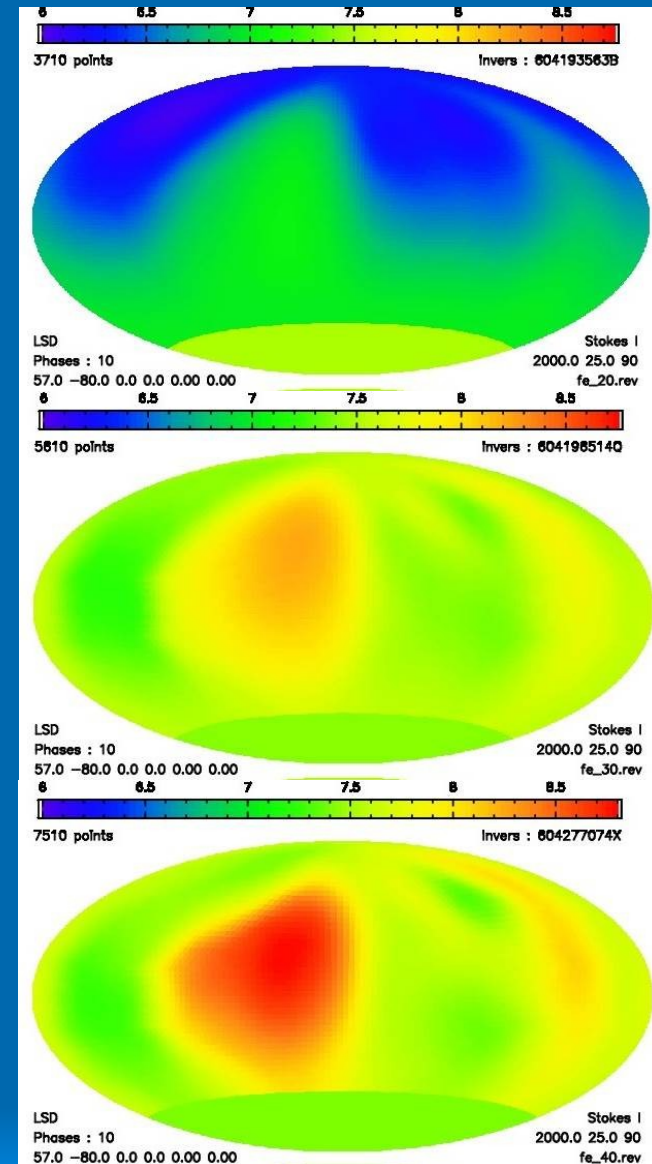 6 6.5 7 7.5 8 8.5
3710 points Invers : 604193563B
LSD Stokes I
Phases : 10 2000.0 25.0 90
57.0 -80.0 0.0 0.0 0.00 0.00 fe_20.rev
6 6.5 7 7.5 8 8.5
5610 points Invers : 604196514Q
LSD Stokes I
Phases : 10 2000.0 25.0 90
57.0 -80.0 0.0 0.0 0.00 0.00 fe_30.rev
6 6.5 7 7.5 8 8.5
7510 points Invers : 604277074X
LSD Stokes I
Phases : 10 2000.0 25.0 90
57.0 -80.0 0.0 0.0 0.00 0.00 fe_40.rev